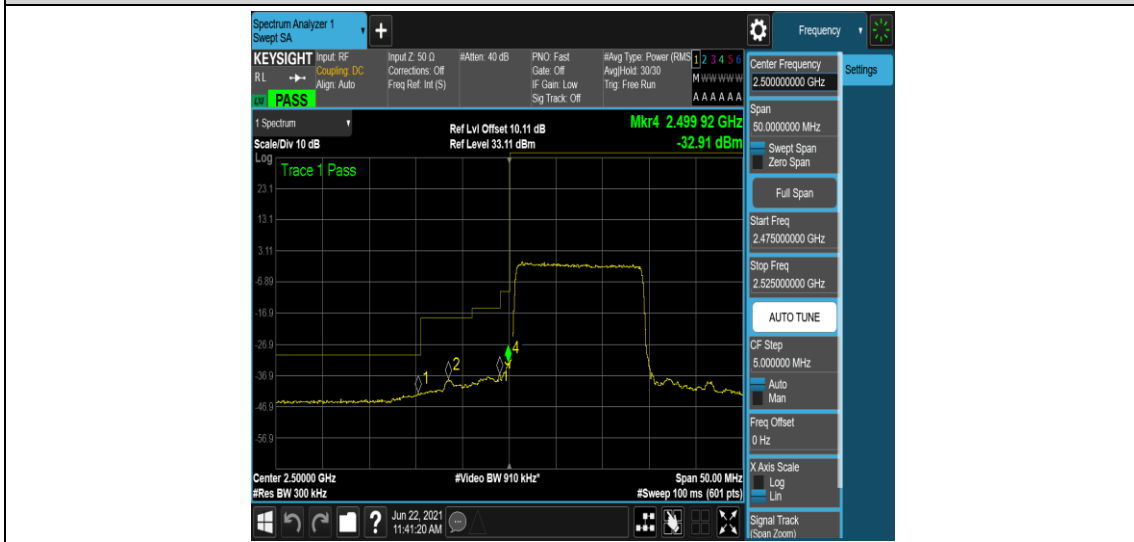 Spectrum Analyzer 1
Swept SA
+
Frequency
KEYSIGHT
RL
PASS
Input: RF
Coupling: DC
Align: Auto
Input Z: 50 Ω
Corrections: Off
Freq Ref: Int (S)
#Atten: 40 dB
PNO: Fast
Gate: Off
IF Gain: Low
Sig Track: Off
#Avg Type: Power (RMS
Avg|Hold: 30/30
Trig: Free Run
1 2 3 4 5 6
M W W W W W
A A A A A A
1 Spectrum
Scale/Div 10 dB
Ref Lvl Offset 10.11 dB
Ref Level 33.11 dBm
Mkr4 2.499 92 GHz
-32.91 dBm
Log
Trace 1 Pass
23.1
13.1
3.11
-6.89
-16.9
-26.9
-36.9
-46.9
-56.9
1
2
4
Center 2.50000 GHz
#Res BW 300 kHz
#Video BW 910 kHz*
Span 50.00 MHz
#Sweep 100 ms (601 pts)
?
Jun 22, 2021
11:41:20 AM
Center Frequency
2.500000000 GHz
Settings
Span
50.0000000 MHz
Swept Span
Zero Span
Full Span
Start Freq
2.475000000 GHz
Stop Freq
2.525000000 GHz
AUTO TUNE
CF Step
5.000000 MHz
Auto
Man
Freq Offset
0 Hz
X Axis Scale
Log
Lin
Signal Track
(Span Zoom)